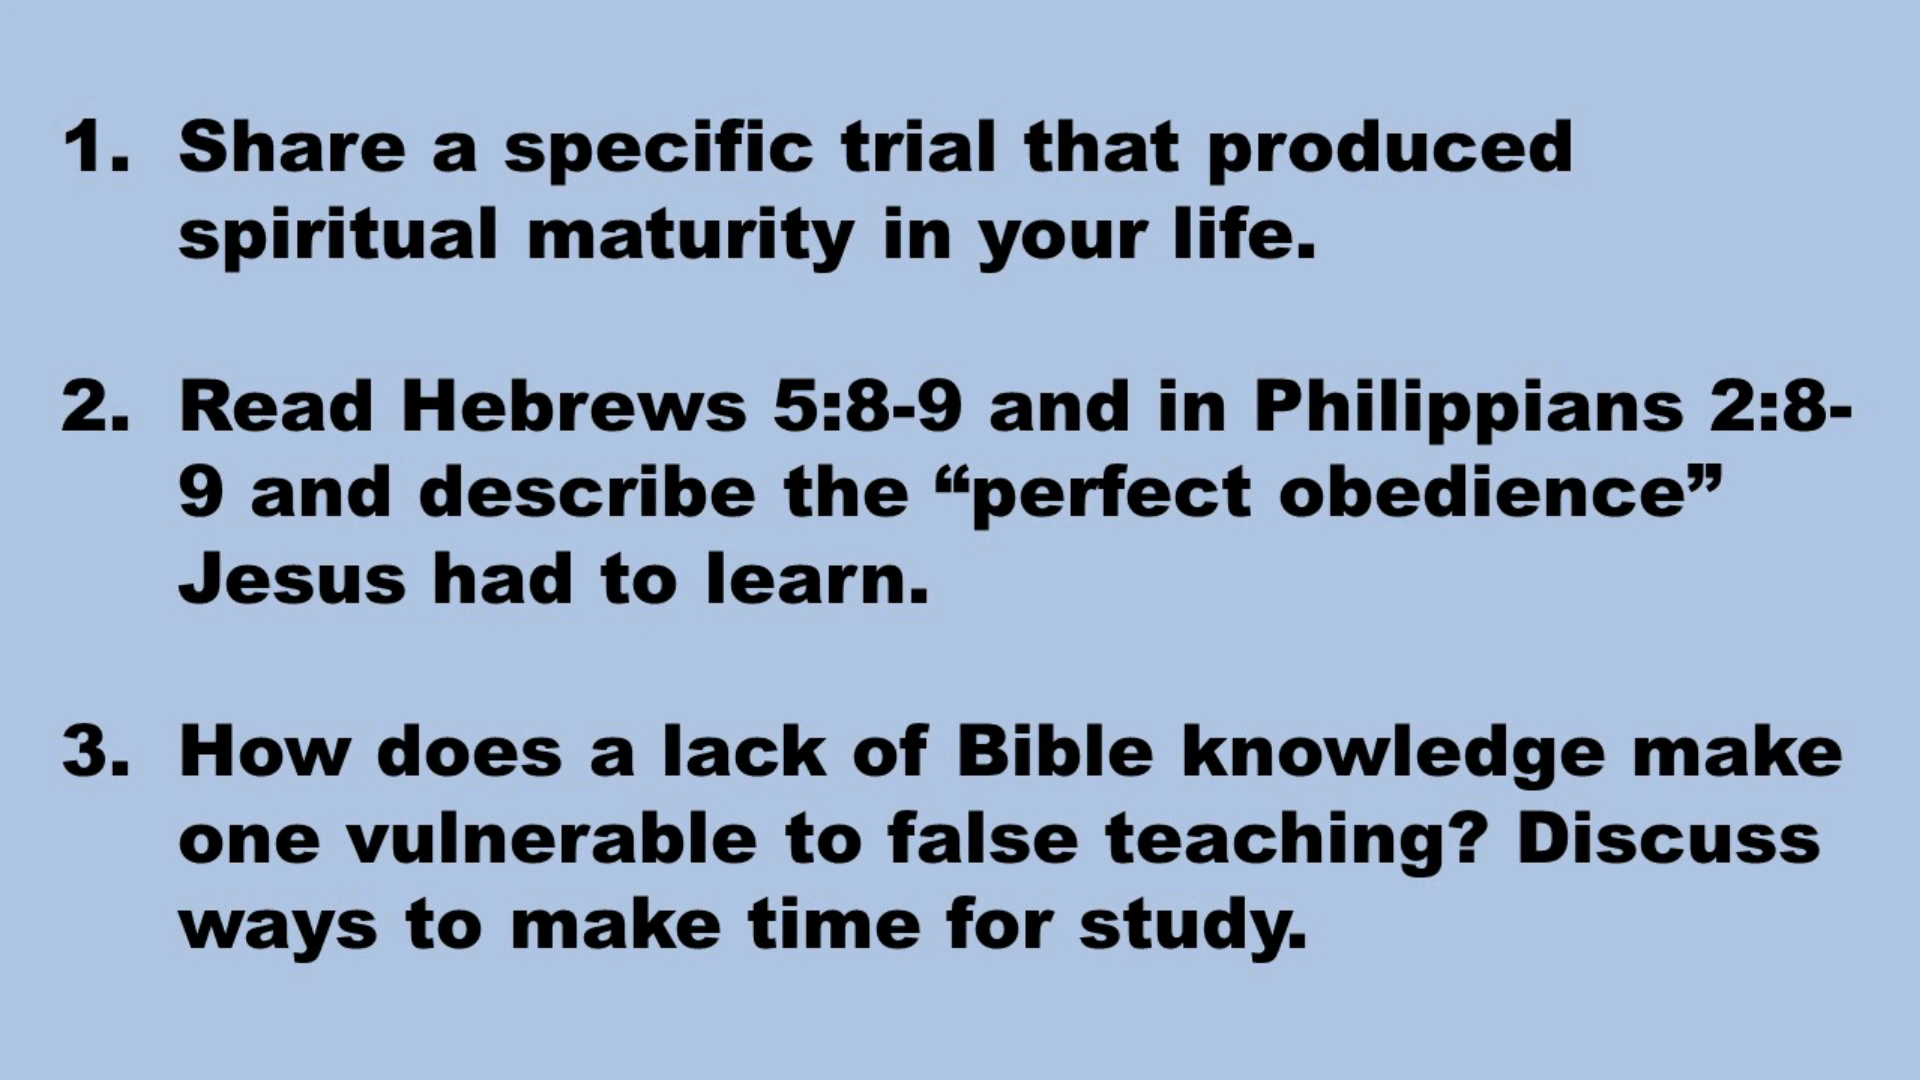 1. Share a specific trial that produced
spiritual maturity in your life.
2. Read Hebrews 5:8-9 and in Philippians 2:8-
9 and describe the “perfect obedience”
Jesus had to learn.
3. How does a lack of Bible knowledge make
one vulnerable to false teaching? Discuss
ways to make time for study.